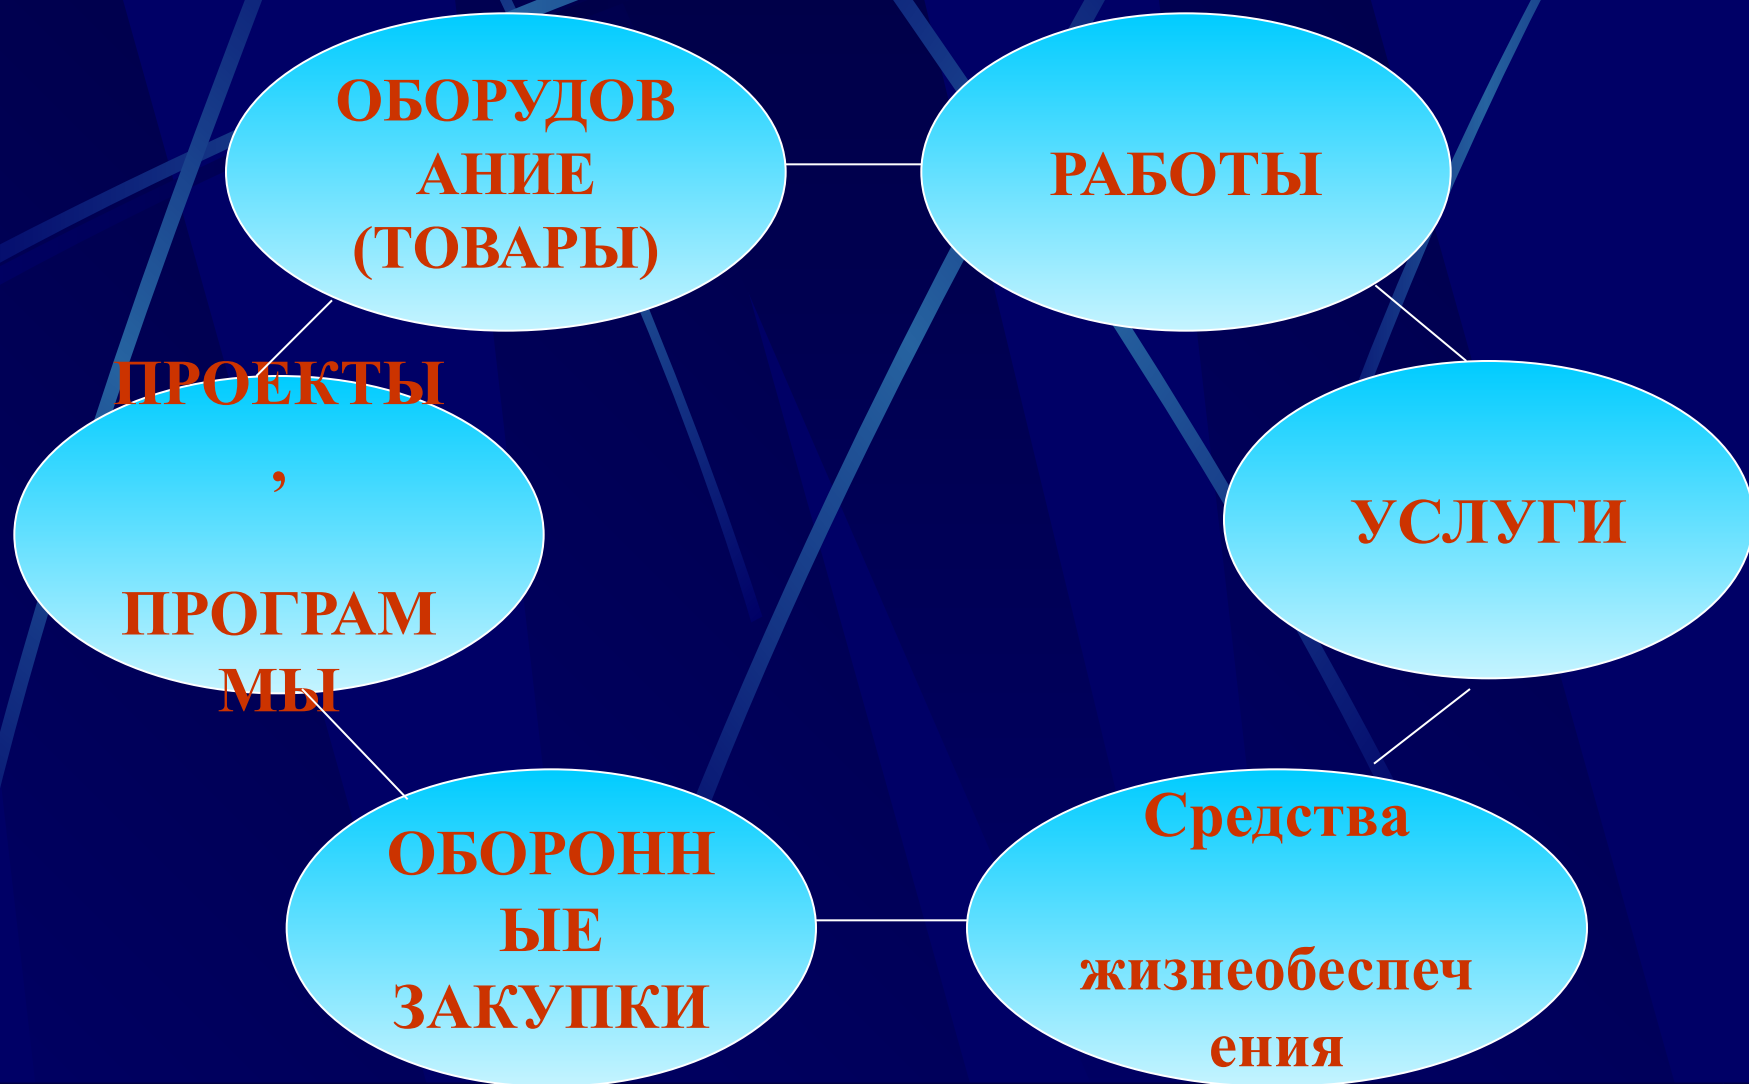 ОБОРУДОВ
АНИЕ
(ТОВАРЫ)
РАБОТЫ
ПРОЕКТЫ
,
ПРОГРАМ
МЫ
УСЛУГИ
ОБОРОНН
ЫЕ
ЗАКУПКИ
Средства
жизнеобеспеч
ения